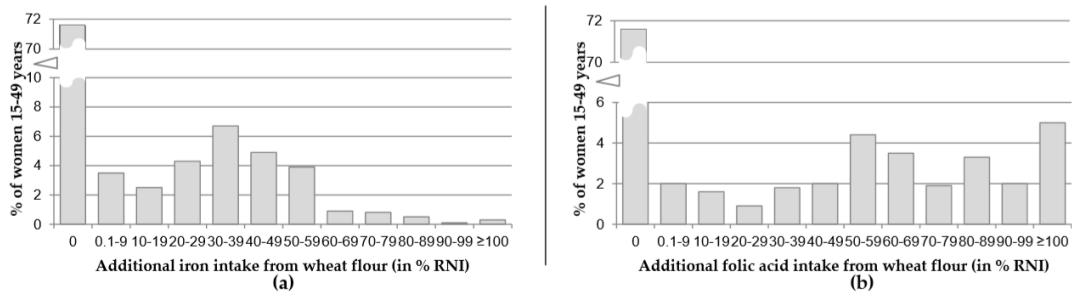 % of women 15-49 years
72
70
10
8
6
4
2
0
0 0.1-9 10-19 20-29 30-39 40-49 50-59 60-69 70-79 80-89 90-99 ≥100
Additional iron intake from wheat flour (in % RNI)
(a)
% of women 15-49 years
72
70
6
4
2
0
0 0.1-9 10-19 20-29 30-39 40-49 50-59 60-69 70-79 80-89 90-99 ≥100
Additional folic acid intake from wheat flour (in % RNI)
(b)